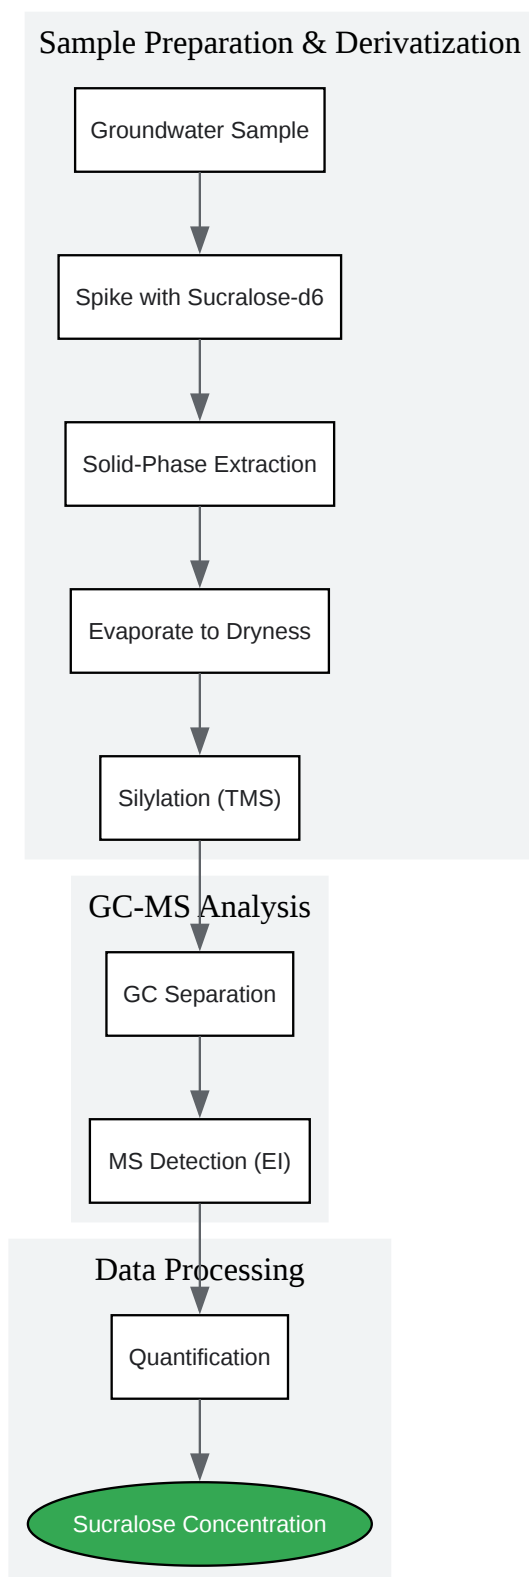 Sample Preparation & Derivatization
Groundwater Sample
Spike with Sucralose-d6
Solid-Phase Extraction
Evaporate to Dryness
Silylation (TMS)
GC-MS Analysis
GC Separation
MS Detection (EI)
Data Processing
Quantification
Sucralose Concentration